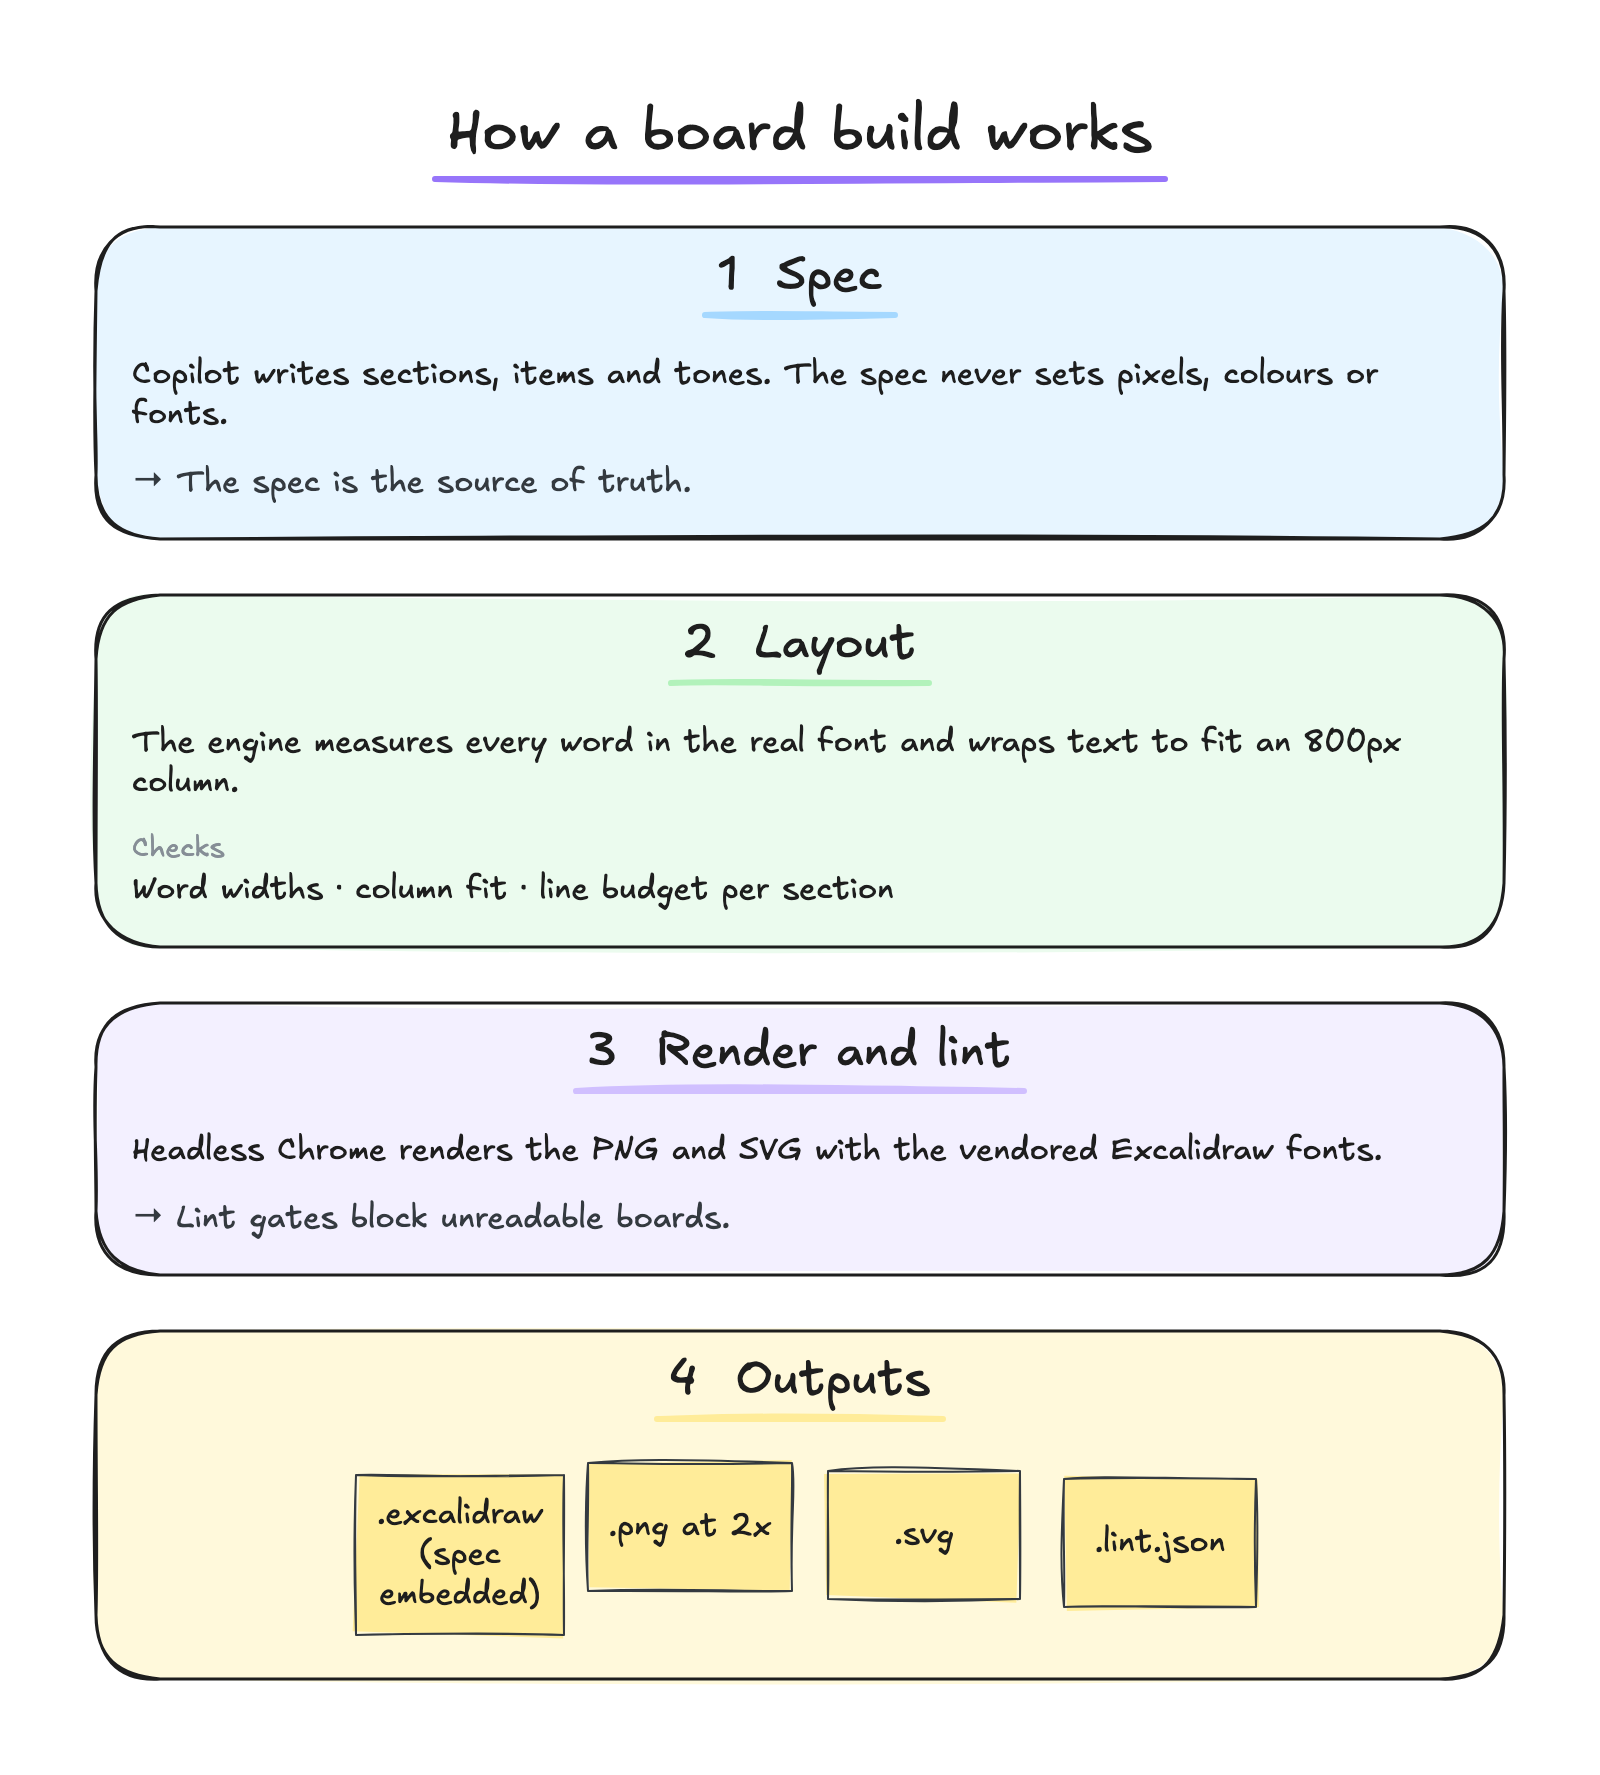 How a board build works
1 Spec
Copilot writes sections, items and tones. The spec never sets pixels, colours or
fonts.
→ The spec is the source of truth.
2 Layout
The engine measures every word in the real font and wraps text to fit an 800px
column.
Checks
Word widths · column fit · line budget per section
3 Render and lint
Headless Chrome renders the PNG and SVG with the vendored Excalidraw fonts.
→ Lint gates block unreadable boards.
4 Outputs
.excalidraw
(spec
embedded)
.png at 2x
.svg
.lint.json